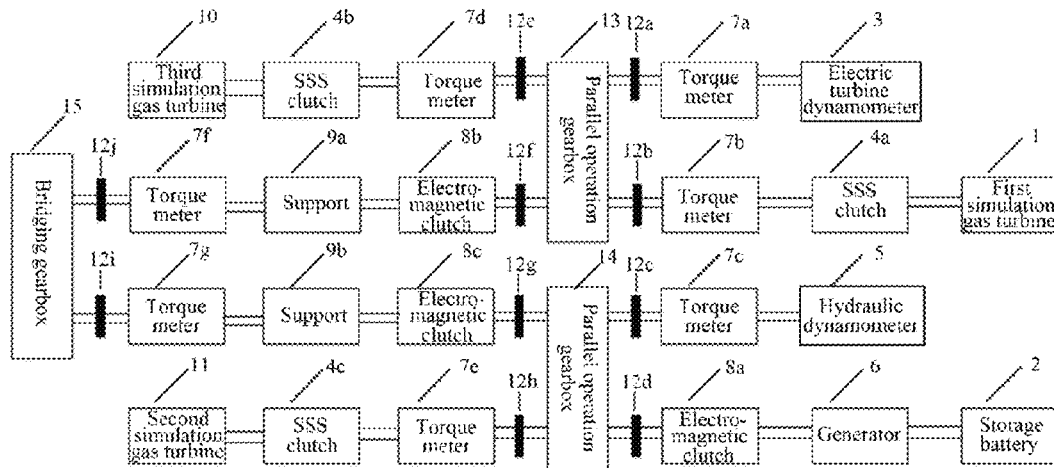 10 4b 7d 12e 13 12a 7a 3
Third simulation gas turbine
SSS clutch
Torque meter
Parallel operation gearbox
Torque meter
Electric turbine dynamometer
15 12j 7f 9a 8b 12f 12b 7b 4a 1
Bridging gearbox
Torque meter
Support
Electro-magnetic clutch
Torque meter
SSS clutch
First simulation gas turbine
12i 7g 9b 8c 12g 14 12c 7c 5
Torque meter
Support
Electro-magnetic clutch
Parallel operation gearbox
Torque meter
Hydraulic dynamometer
11 4c 7e 12h 12d 8a 6 2
Second simulation gas turbine
SSS clutch
Torque meter
Electro-magnetic clutch
Generator
Storage battery